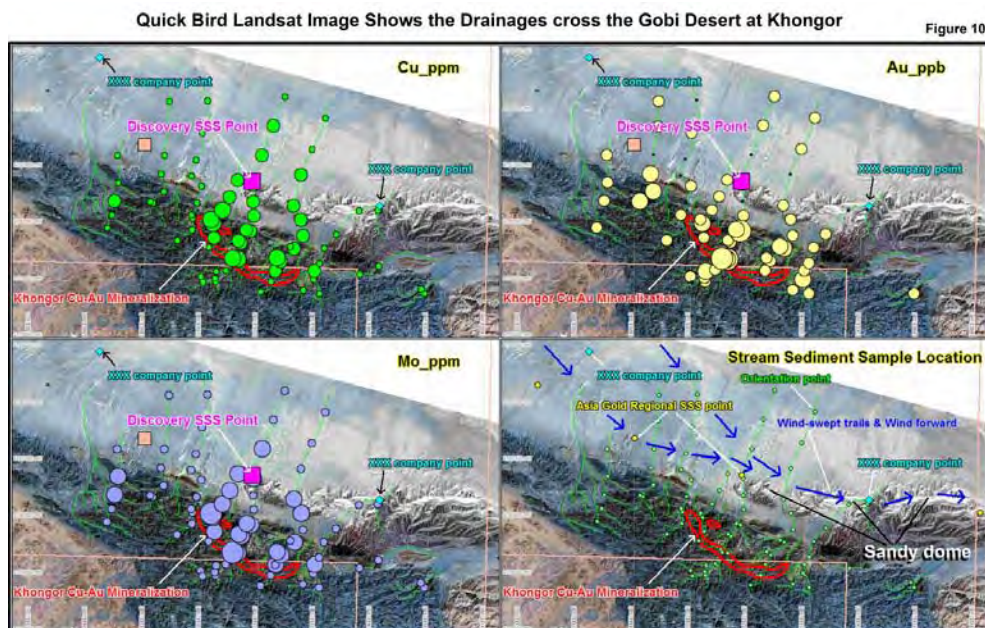 Quick Bird Landsat Image Shows the Drainages cross the Gobi Desert at Khongor
Figure 10
Cu_ppm
XXX company point
Discovery SSS Point
XXX company point
Khongor Cu-Au Mineralization
Au_ppb
XXX company point
Discovery SSS Point
XXX company point
Khongor Cu-Au Mineralization
Mo_ppm
XXX company point
Discovery SSS Point
XXX company point
Khongor Cu-Au Mineralization
Stream Sediment Sample Location
XXX company point
Orientation point
Asia Gold Regional SSS point
Wind-swept trails & Wind forward
XXX company point
Sandy dome
Khongor Cu-Au Mineralization